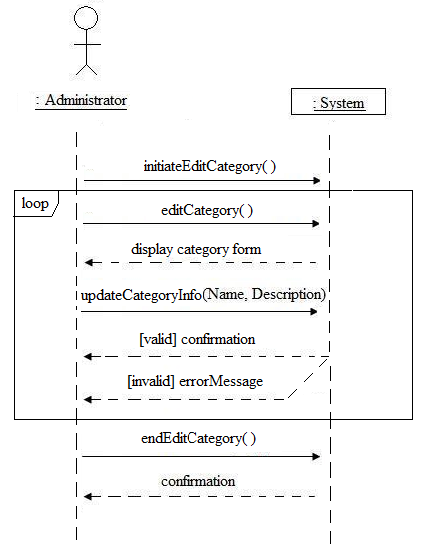 : Administrator
: System
initiateEditCategory( )
loop
editCategory( )
display category form
updateCategoryInfo(Name, Description)
[valid] confirmation
[invalid] errorMessage
endEditCategory( )
confirmation